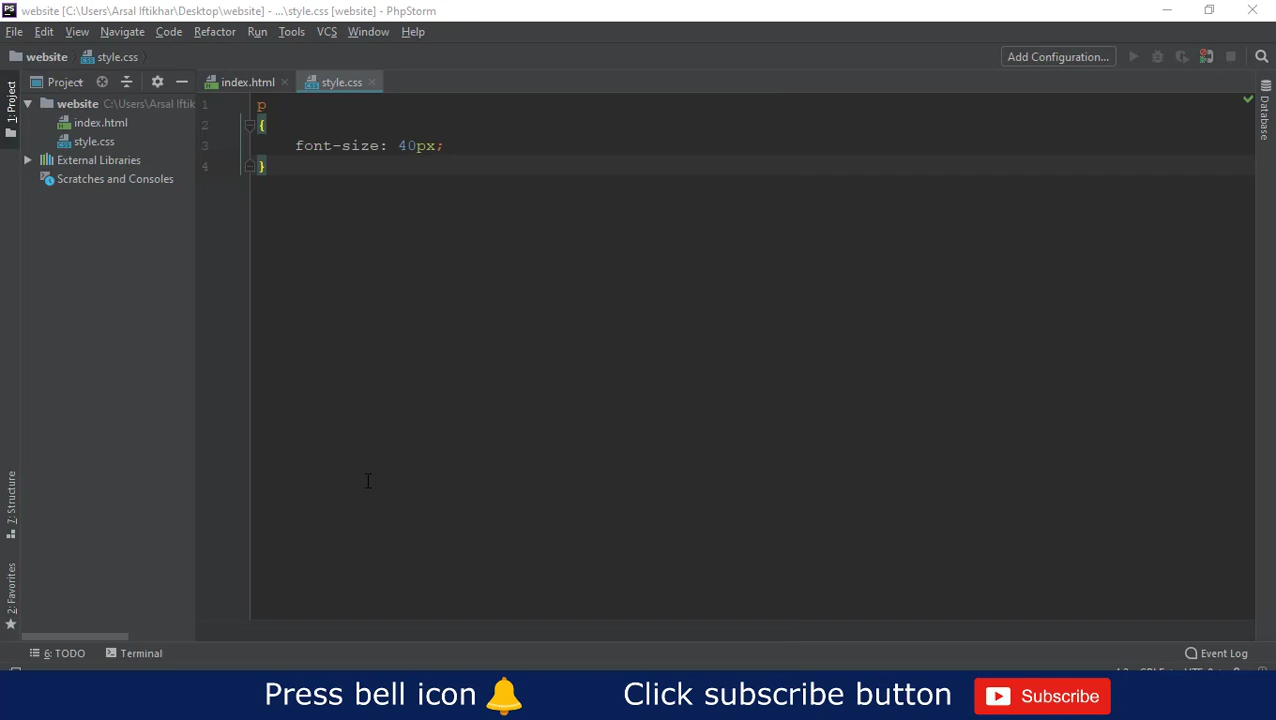 PS website [C:\Users\Arsal Iftikhar\Desktop\website] - ...\style.css [website] - PhpStorm
File Edit View Navigate Code Refactor Run Tools VCS Window Help
website style.css Add Configuration...
1: Project
Project
index.html style.css
website C:\Users\Arsal Iftik
index.html
style.css
External Libraries
Scratches and Consoles
1 p
2 {
3 font-size: 40px;
4 }
Database
7: Structure
2: Favorites
6: TODO Terminal Event Log
Press bell icon Click subscribe button Subscribe